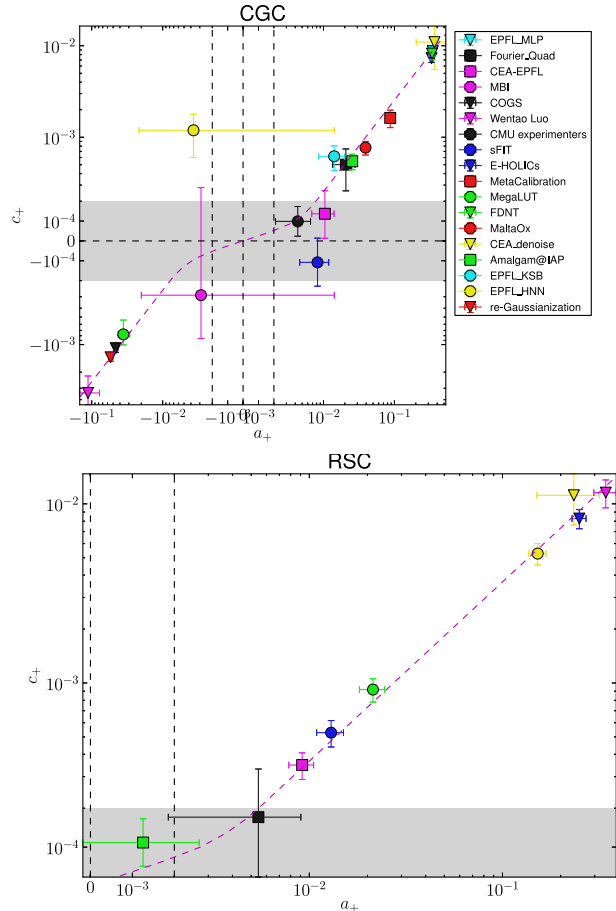 CGC
10⁻²
10⁻³
10⁻⁴
0
−10⁻⁴
−10⁻³
c₊
−10⁻¹ −10⁻² −10⁻³ 0 10⁻³ 10⁻² 10⁻¹
a₊
EPFL_MLP
Fourier_Quad
CEA-EPFL
MBI
COGS
Wentao Luo
CMU experimenters
sFIT
E-HOLICs
MetaCalibration
MegaLUT
FDNT
MaltaOx
CEA_denoise
Amalgam@IAP
EPFL_KSB
EPFL_HNN
re-Gaussianization
RSC
10⁻²
10⁻³
10⁻⁴
c₊
0 10⁻³ 10⁻² 10⁻¹
a₊